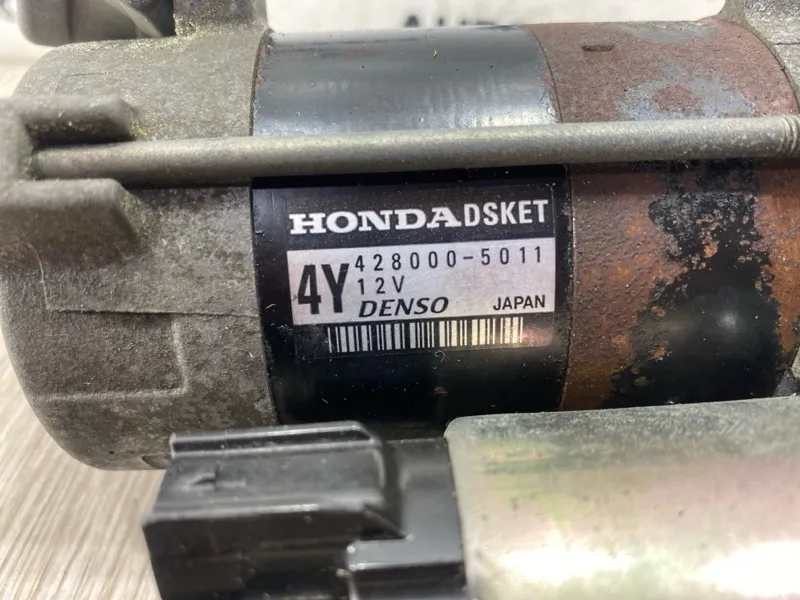 HONDA DSKET
4Y 428000-5011
12V
DENSO JAPAN